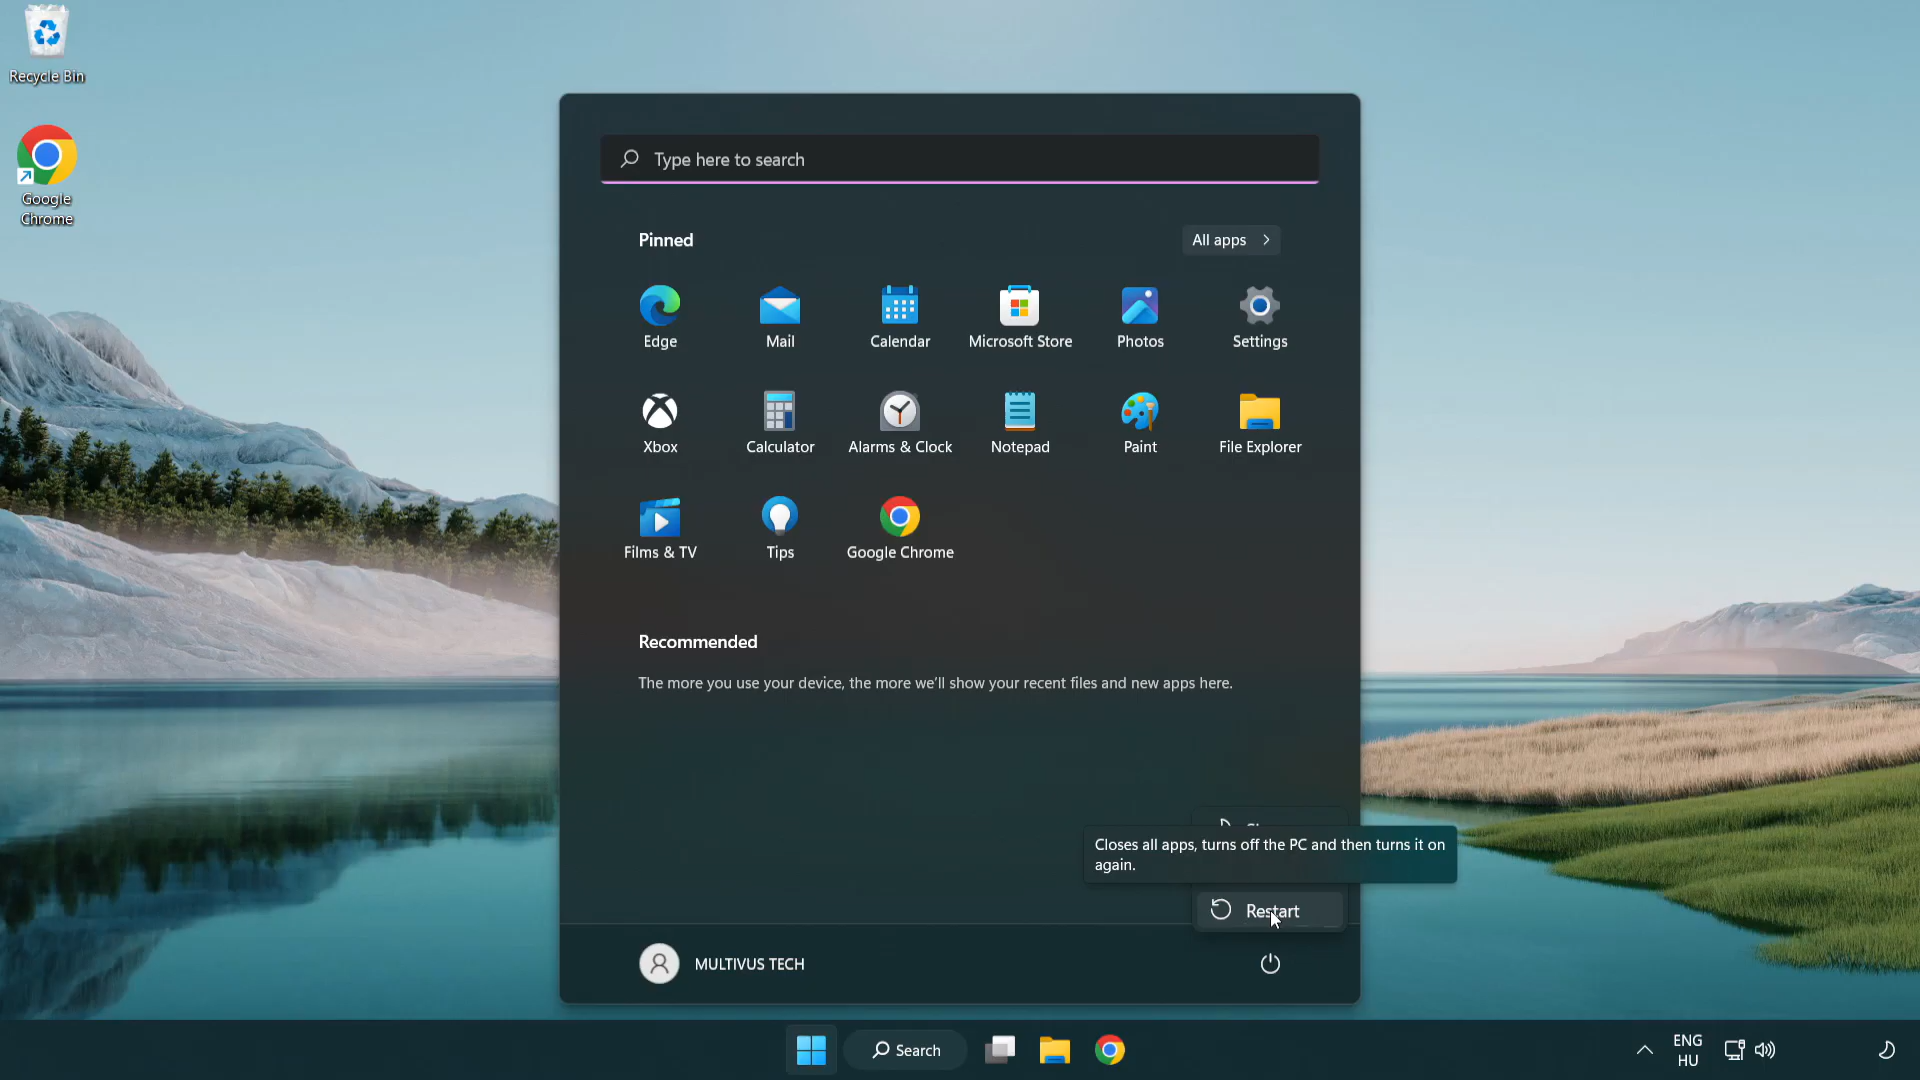 Recycle Bin
Google
Chrome
Type here to search
Pinned
All apps
Edge
Mail
Calendar
Microsoft Store
Photos
Settings
Xbox
Calculator
Alarms & Clock
Notepad
Paint
File Explorer
Films & TV
Tips
Google Chrome
Recommended
The more you use your device, the more we'll show your recent files and new apps here.
Closes all apps, turns off the PC and then turns it on
again.
Restart
MULTIVUS TECH
Search
ENG
HU